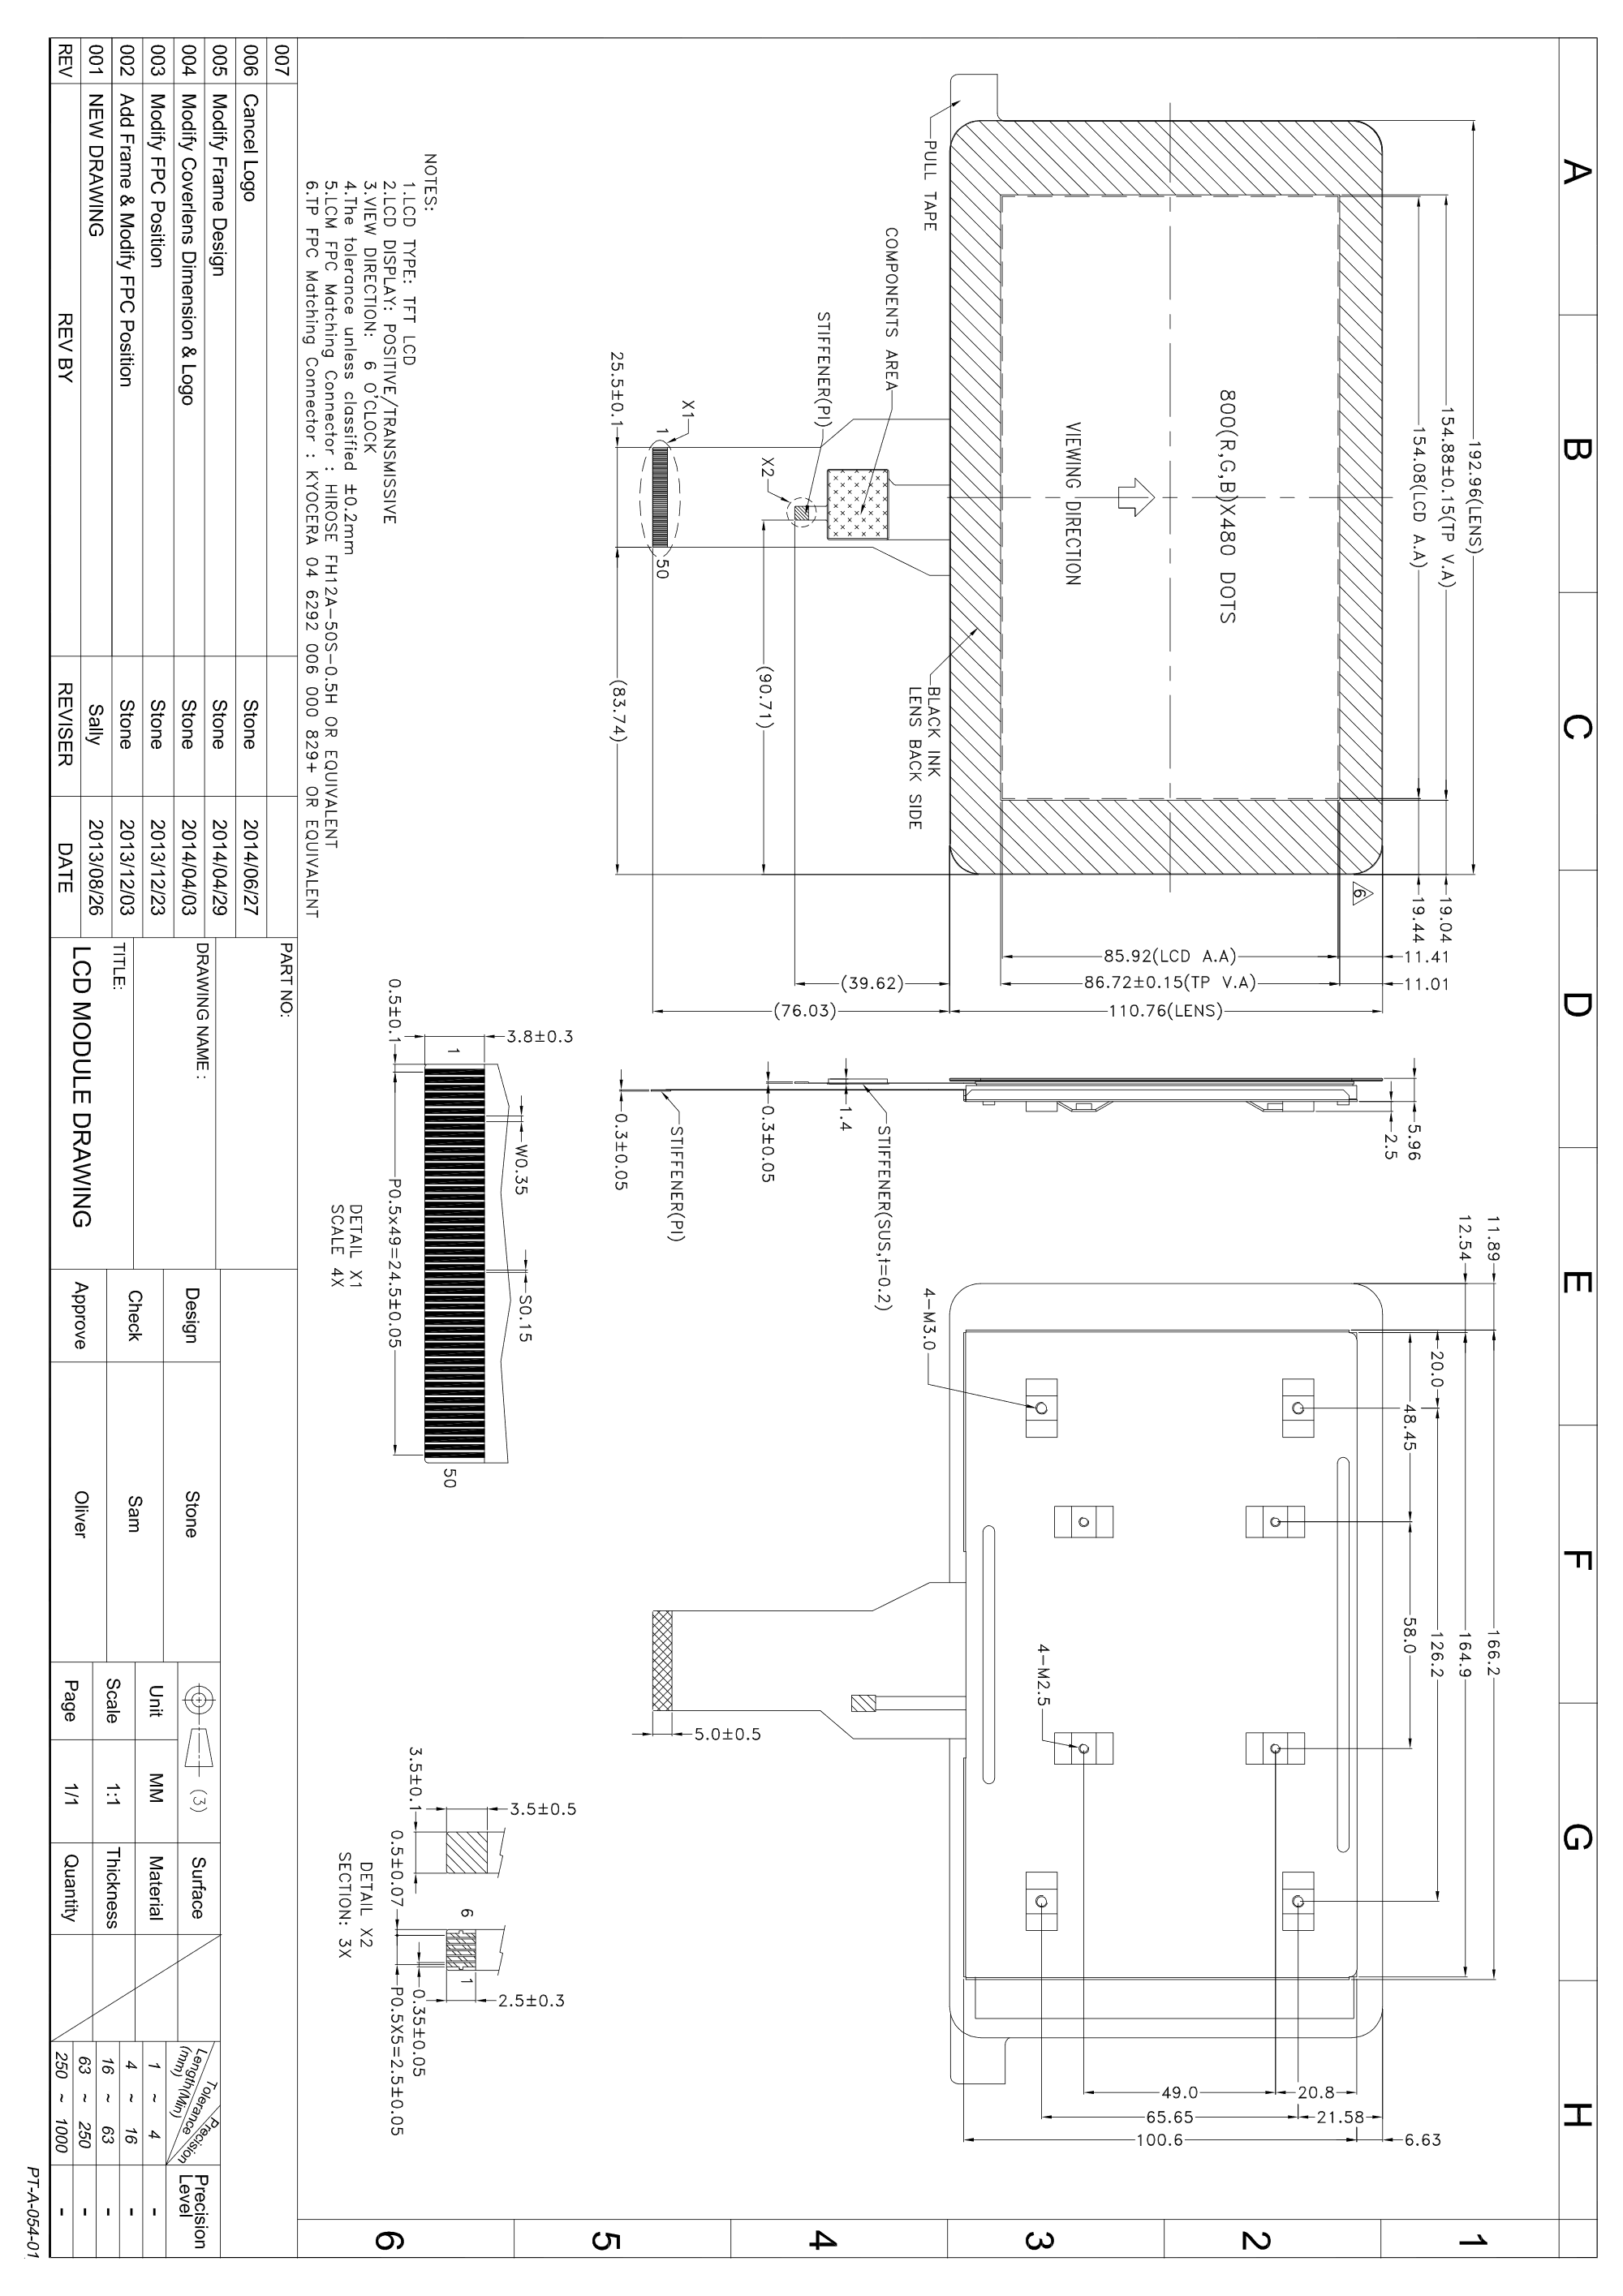 A
B
C
D
E
F
G
H
1
2
3
4
5
6
192.96(LENS)
154.88±0.15(TP V.A)
154.08(LCD A.A)
19.04
19.44
6
800(R,G,B)X480 DOTS
VIEWING DIRECTION
PULL TAPE
COMPONENTS AREA
STIFFENER(PI)
BLACK INK
LENS BACK SIDE
X1
X2
1
50
25.5±0.1
(83.74)
(90.71)
11.41
85.92(LCD A.A)
11.01
86.72±0.15(TP V.A)
(39.62)
110.76(LENS)
(76.03)
5.96
2.5
STIFFENER(SUS,t=0.2)
1.4
0.3±0.05
STIFFENER(PI)
0.3±0.05
11.89
166.2
12.54
164.9
20.0
126.2
48.45
58.0
4-M3.0
4-M2.5
5.0±0.5
49.0
20.8
65.65
21.58
100.6
6.63
NOTES:
1.LCD TYPE: TFT LCD
2.LCD DISPLAY: POSITIVE/TRANSMISSIVE
3.VIEW DIRECTION: 6 O'CLOCK
4.The tolerance unless classified ±0.2mm
5.LCM FPC Matching Connector : HIROSE FH12A-50S-0.5H OR EQUIVALENT
6.TP FPC Matching Connector : KYOCERA 04 6292 006 000 829+ OR EQUIVALENT
3.8±0.3
1
50
W0.35
S0.15
0.5±0.1
P0.5x49=24.5±0.05
DETAIL X1
SCALE 4X
3.5±0.5
3.5±0.1
6
1
2.5±0.3
0.35±0.05
0.5±0.07
P0.5X5=2.5±0.05
DETAIL X2
SECTION: 3X
007
006 Cancel Logo Stone 2014/06/27
005 Modify Frame Design Stone 2014/04/29
004 Modify Coverlens Dimension & Logo Stone 2014/04/03
003 Modify FPC Position Stone 2013/12/23
002 Add Frame & Modify FPC Position Stone 2013/12/03
001 NEW DRAWING Sally 2013/08/26
REV REV BY REVISER DATE
PART NO:
DRAWING NAME :
TITLE:
LCD MODULE DRAWING
Design Stone
Check Sam
Approve Oliver
(3) Surface
Unit MM Material
Scale 1:1 Thickness
Page 1/1 Quantity
Tolerance
Precision
Length(Min)
(mm)
Precision
Level
1 ~ 4 -
4 ~ 16 -
16 ~ 63 -
63 ~ 250 -
250 ~ 1000 -
PT-A-054-01